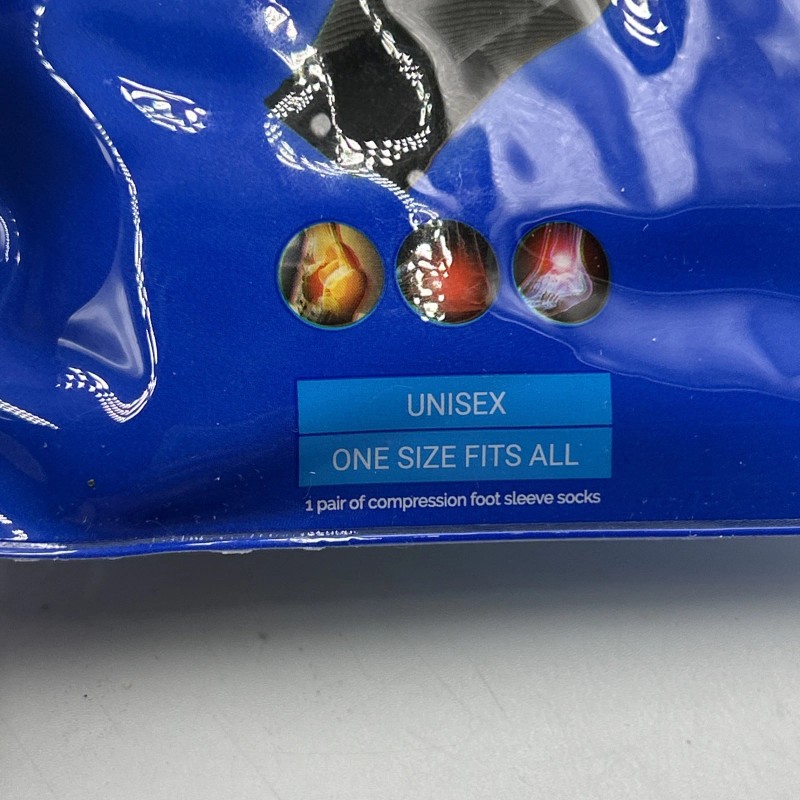 UNISEX
ONE SIZE FITS ALL
1 pair of compression foot sleeve socks